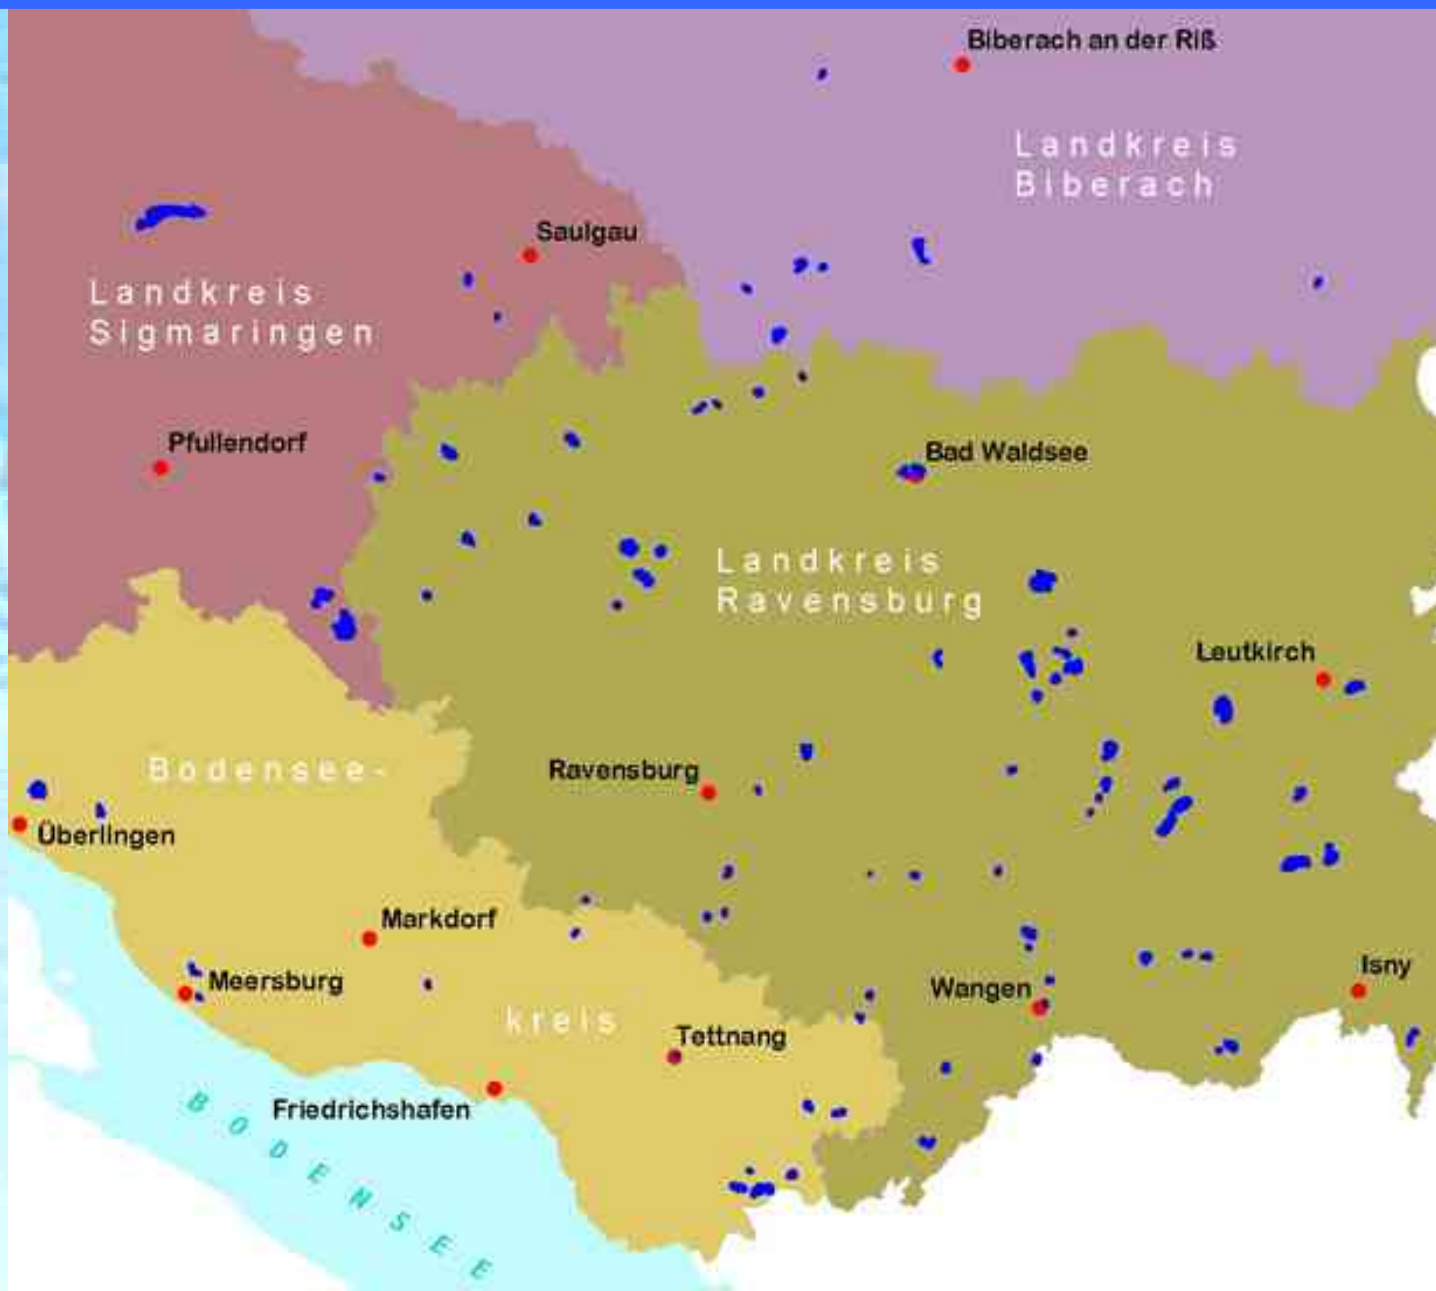 Biberach an der Riß
Landkreis
Biberach
Saulgau
Landkreis
Sigmaringen
Pfullendorf
Bad Waldsee
Landkreis
Ravensburg
Leutkirch
Bodensee-
Ravensburg
Überlingen
Markdorf
Meersburg
Wangen
Isny
kreis
Tettnang
Friedrichshafen
BODENSEE